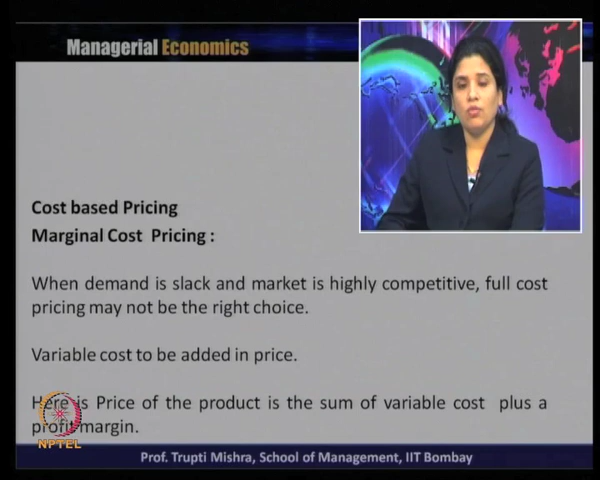 Managerial Economics
Cost based Pricing
Marginal Cost Pricing :
When demand is slack and market is highly competitive, full cost
pricing may not be the right choice.
Variable cost to be added in price.
Here is Price of the product is the sum of variable cost plus a
profit margin.
NPTEL
Prof. Trupti Mishra, School of Management, IIT Bombay